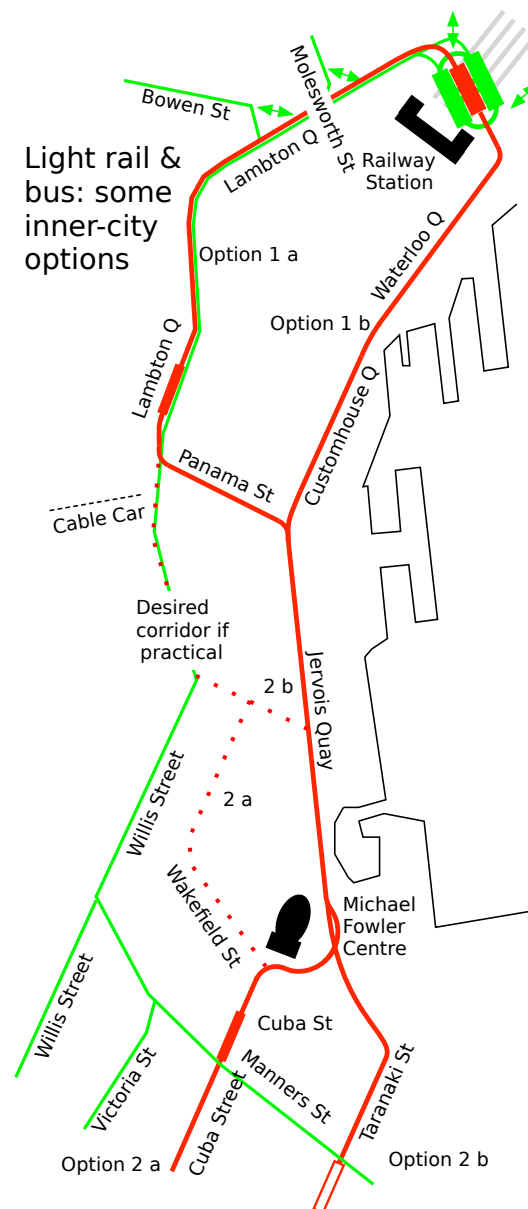 Molesworth St
Bowen St
Light rail &
bus: some
inner-city
options
Lambton Q
Railway
Station
Option 1 a
Waterloo Q
Option 1 b
Lambton Q
Customhouse Q
Panama St
Cable Car
Desired
corridor if
practical
2 b
Jervois Quay
2 a
Willis Street
Wakefield St
Michael
Fowler
Centre
Willis Street
Cuba St
Victoria St
Manners St
Taranaki St
Cuba Street
Option 2 a
Option 2 b